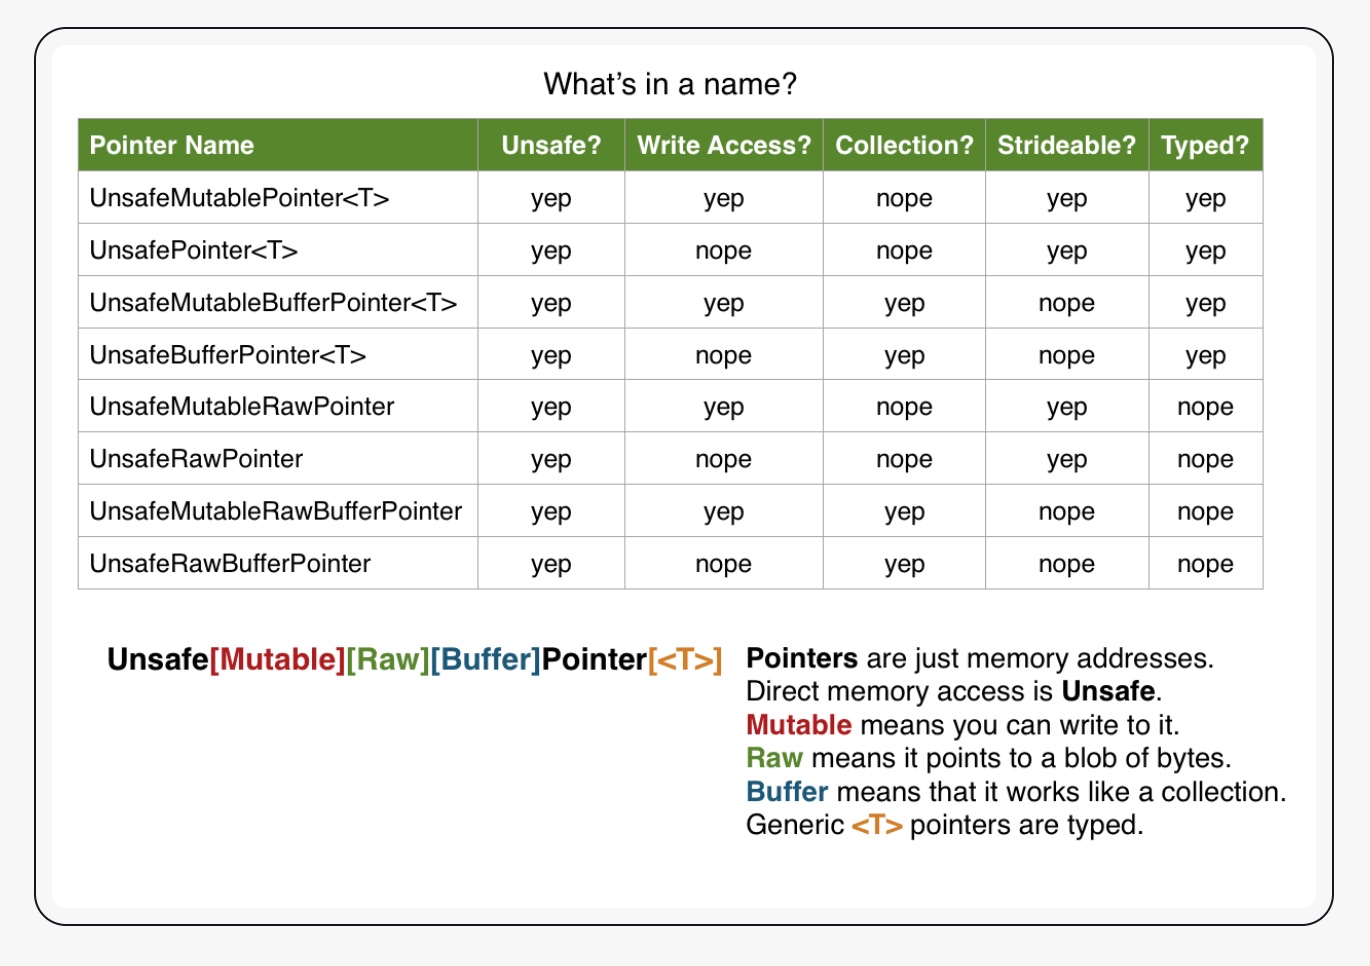 What’s in a name?
Pointer Name Unsafe? Write Access? Collection? Strideable? Typed?
UnsafeMutablePointer<T> yep yep nope yep yep
UnsafePointer<T> yep nope nope yep yep
UnsafeMutableBufferPointer<T> yep yep yep nope yep
UnsafeBufferPointer<T> yep nope yep nope yep
UnsafeMutableRawPointer yep yep nope yep nope
UnsafeRawPointer yep nope nope yep nope
UnsafeMutableRawBufferPointer yep yep yep nope nope
UnsafeRawBufferPointer yep nope yep nope nope
Unsafe[Mutable][Raw][Buffer]Pointer[<T>]
Pointers are just memory addresses.
Direct memory access is Unsafe.
Mutable means you can write to it.
Raw means it points to a blob of bytes.
Buffer means that it works like a collection.
Generic <T> pointers are typed.